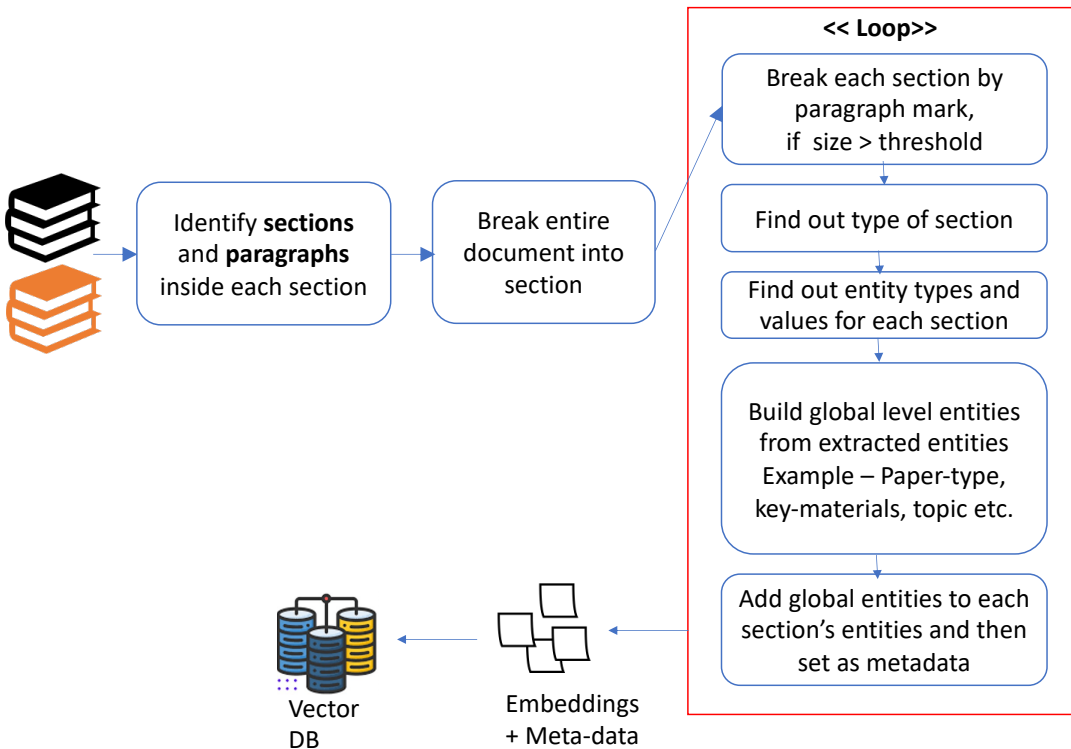 Identify sections
and paragraphs
inside each section
Break entire
document into
section
<< Loop>>
Break each section by
paragraph mark,
if  size > threshold
Find out type of section
Find out entity types and
values for each section
Build global level entities
from extracted entities
Example – Paper-type,
key-materials, topic etc.
Add global entities to each
section’s entities and then
set as metadata
Embeddings
+ Meta-data
Vector
DB